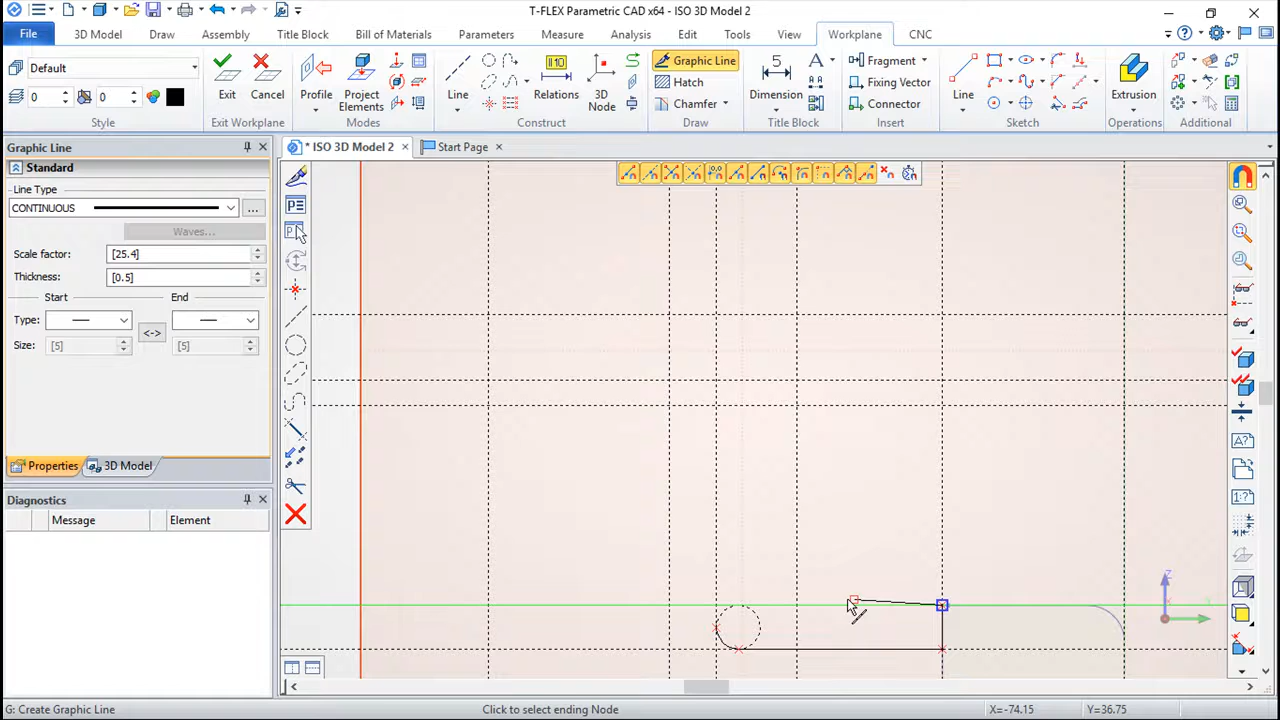 T-FLEX Parametric CAD x64 - ISO 3D Model 2
File 3D Model Draw Assembly Title Block Bill of Materials Parameters Measure Analysis Edit Tools View Workplane CNC
Default
0 0
Style
Exit Cancel
Exit Workplane
Profile Project Elements
Modes
Line Relations 3D Node
Construct
Graphic Line
Hatch
Chamfer
Draw
Dimension
Title Block
Fragment
Fixing Vector
Connector
Insert
Line
Sketch
Extrusion
Operations
Additional
Graphic Line
* ISO 3D Model 2 Start Page
Standard
Line Type
CONTINUOUS ...
Waves...
Scale factor: [25.4]
Thickness: [0.5]
Start End
Type: <->
Size: [5] [5]
Properties 3D Model
Diagnostics
Message Element
G: Create Graphic Line Click to select ending Node X=-74.15 Y=36.75